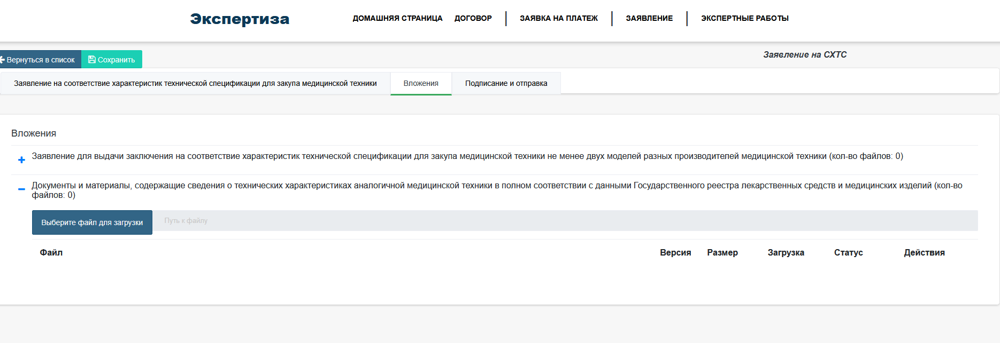 Экспертиза
ДОМАШНЯЯ СТРАНИЦА ДОГОВОР ЗАЯВКА НА ПЛАТЕЖ ЗАЯВЛЕНИЕ ЭКСПЕРТНЫЕ РАБОТЫ
Вернуться в список Сохранить
Заявление на СХТС
Заявление на соответствие характеристик технической спецификации для закупа медицинской техники Вложения Подписание и отправка
Вложения
Заявление для выдачи заключения на соответствие характеристик технической спецификации для закупа медицинской техники не менее двух моделей разных производителей медицинской техники (кол-во файлов: 0)
Документы и материалы, содержащие сведения о технических характеристиках аналогичной медицинской техники в полном соответствии с данными Государственного реестра лекарственных средств и медицинских изделий (кол-во
файлов: 0)
Выберите файл для загрузки Путь к файлу
Файл Версия Размер Загрузка Статус Действия